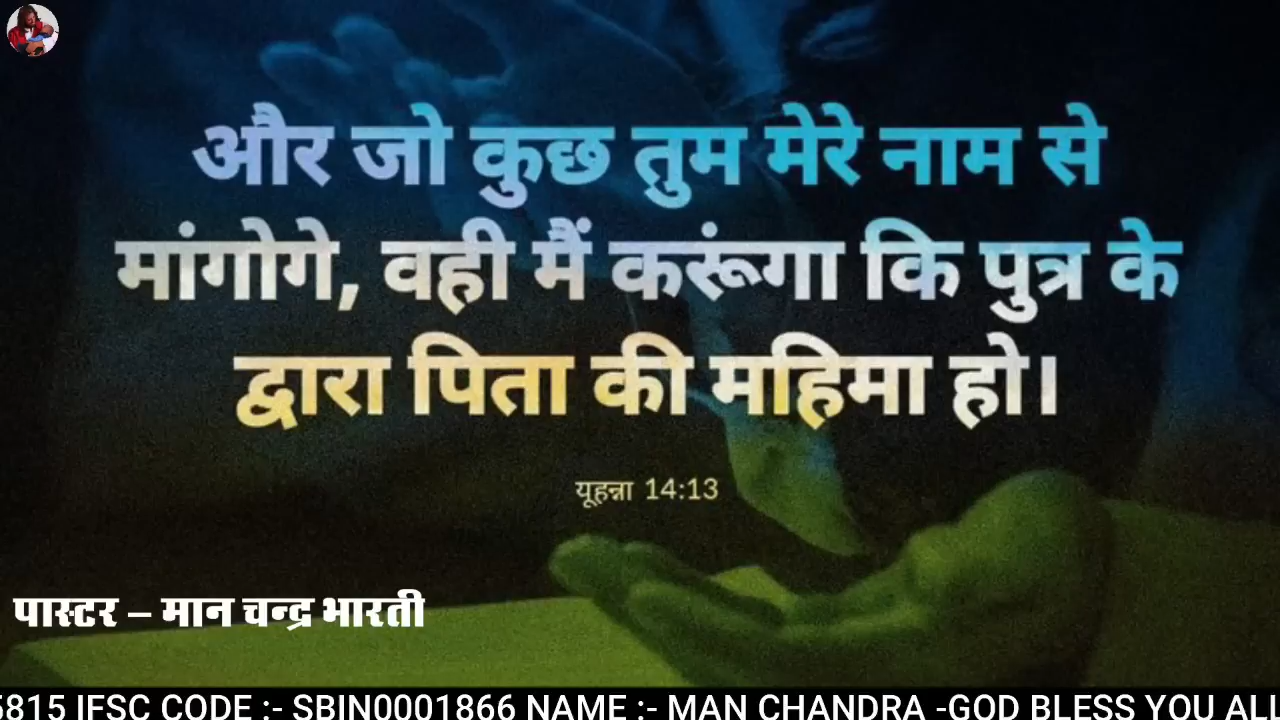 और जो कुछ तुम मेरे नाम से
मांगोगे, वही मैं करूंगा कि पुत्र के
द्वारा पिता की महिमा हो।
यूहन्ना 14:13
पास्टर – मान चन्द्र भारती
5815 IFSC CODE :- SBIN0001866 NAME :- MAN CHANDRA -GOD BLESS YOU ALL